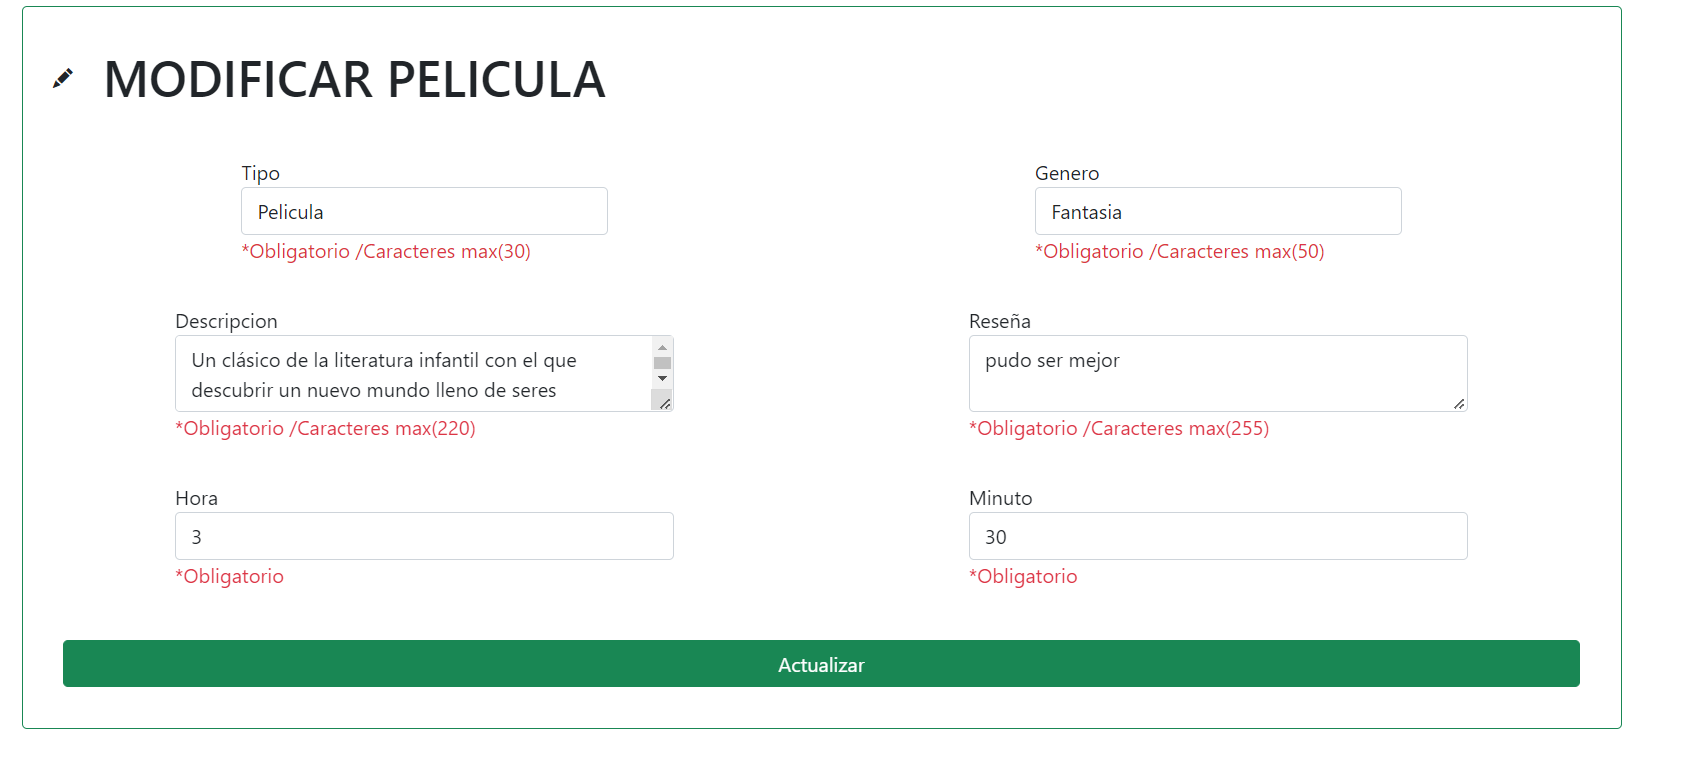 MODIFICAR PELICULA
Tipo
Pelicula
*Obligatorio /Caracteres max(30)
Genero
Fantasia
*Obligatorio /Caracteres max(50)
Descripcion
Un clásico de la literatura infantil con el que
descubrir un nuevo mundo lleno de seres
*Obligatorio /Caracteres max(220)
Reseña
pudo ser mejor
*Obligatorio /Caracteres max(255)
Hora
3
*Obligatorio
Minuto
30
*Obligatorio
Actualizar